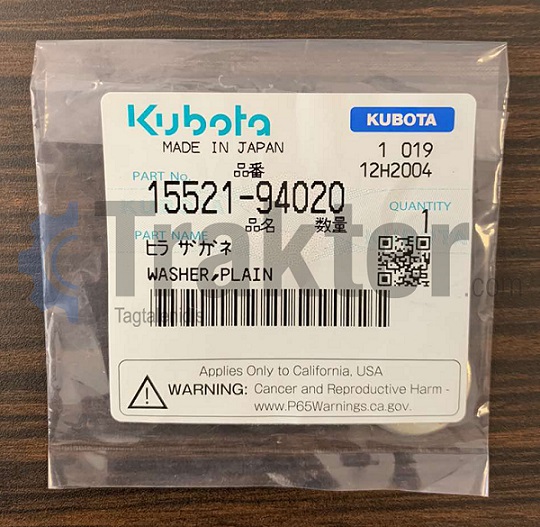 Kubota
KUBOTA
MADE IN JAPAN
1 019
品番
12H2004
PART No.
15521-94020
QUANTITY
品名 数量
1
PART NAME
ヒラ ザガネ
WASHER,PLAIN
Traktor.com
Tagtalenidis
Applies Only to California, USA
WARNING: Cancer and Reproductive Harm -
www.P65Warnings.ca.gov.